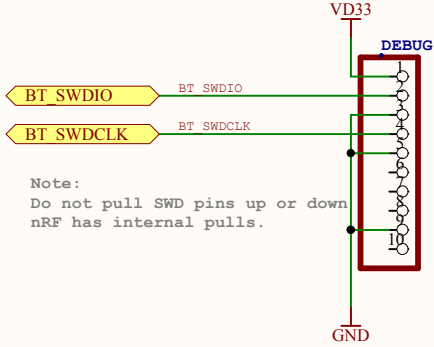 VD33
DEBUG
1
BT_SWDIO BT_SWDIO 2
3
BT_SWDCLK BT_SWDCLK 4
5
Note: 6
Do not pull SWD pins up or down 7
nRF has internal pulls. 8
9
10
GND